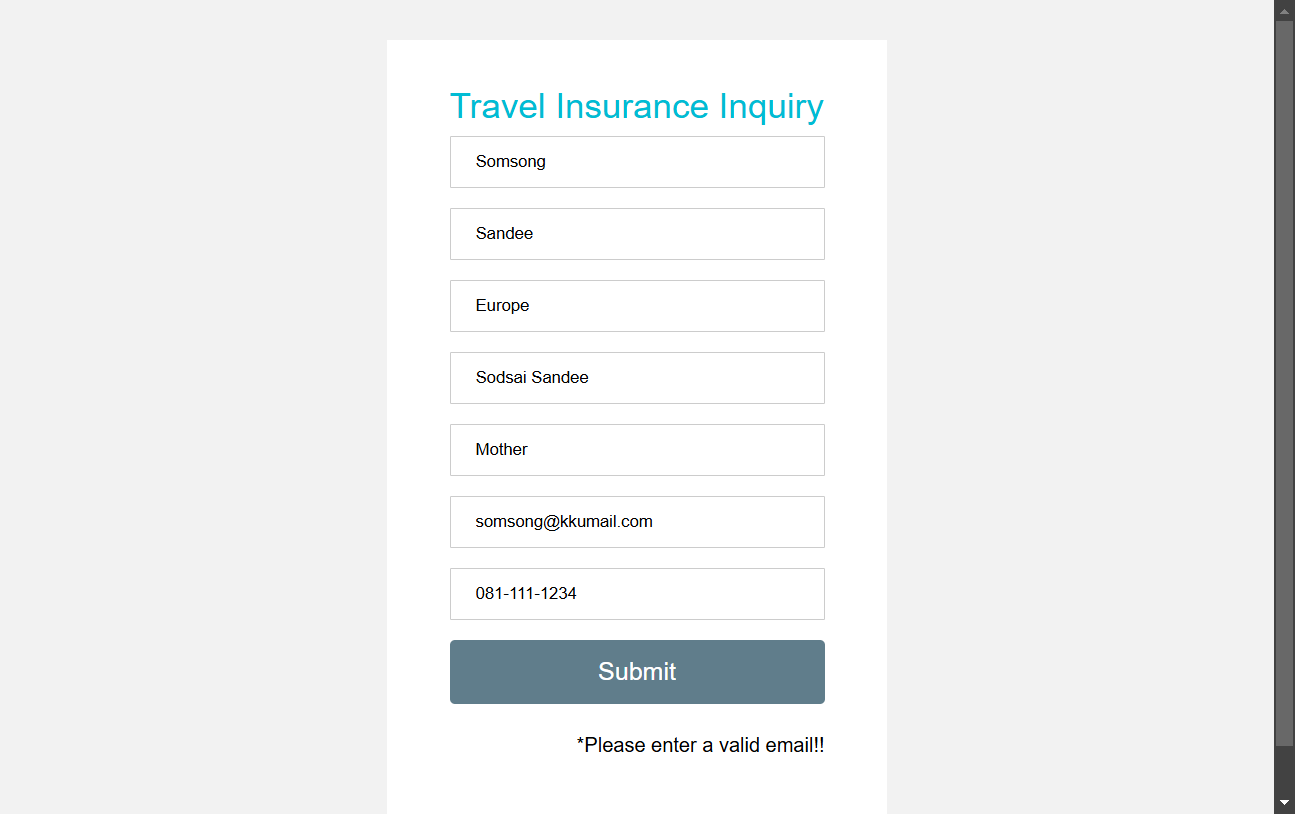 Travel Insurance Inquiry
Somsong
Sandee
Europe
Sodsai Sandee
Mother
somsong@kkumail.com
081-111-1234
Submit
*Please enter a valid email!!